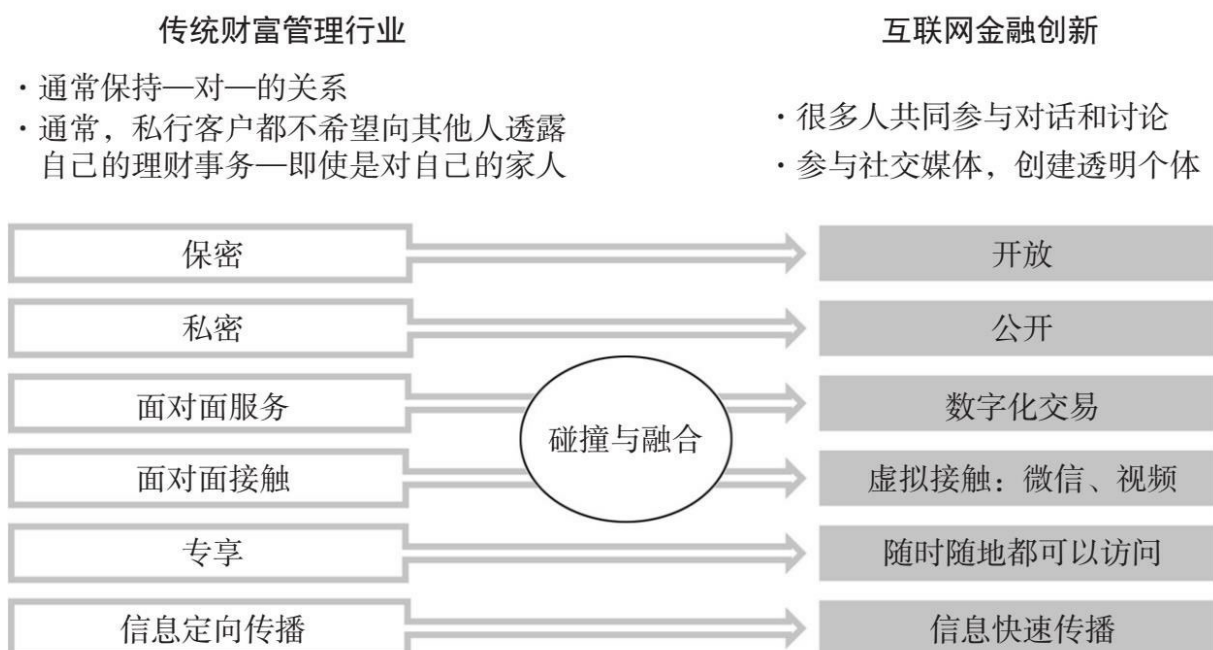 传统财富管理行业
互联网金融创新
·通常保持—对—的关系
·通常，私行客户都不希望向其他人透露
自己的理财事务—即使是对自己的家人
·很多人共同参与对话和讨论
·参与社交媒体，创建透明个体
保密
开放
私密
公开
面对面服务
数字化交易
碰撞与融合
面对面接触
虚拟接触：微信、视频
专享
随时随地都可以访问
信息定向传播
信息快速传播